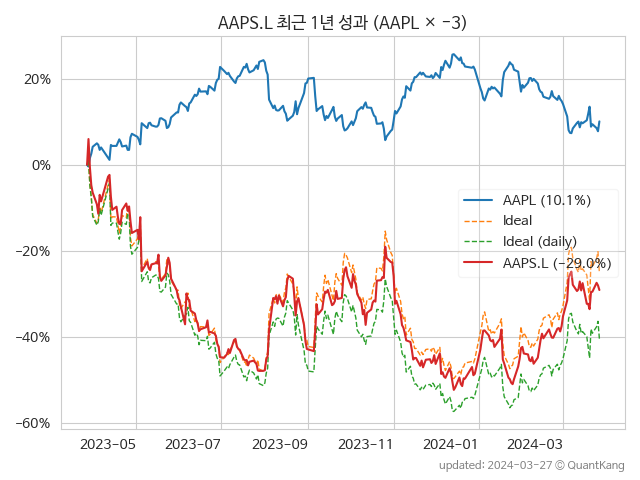 AAPS.L 최근 1년 성과 (AAPL × −3)
20%
0%
−20%
−40%
−60%
AAPL (10.1%)
Ideal
Ideal (daily)
AAPS.L (−29.0%)
2023-05
2023-07
2023-09
2023-11
2024-01
2024-03
updated: 2024-03-27 © QuantKang